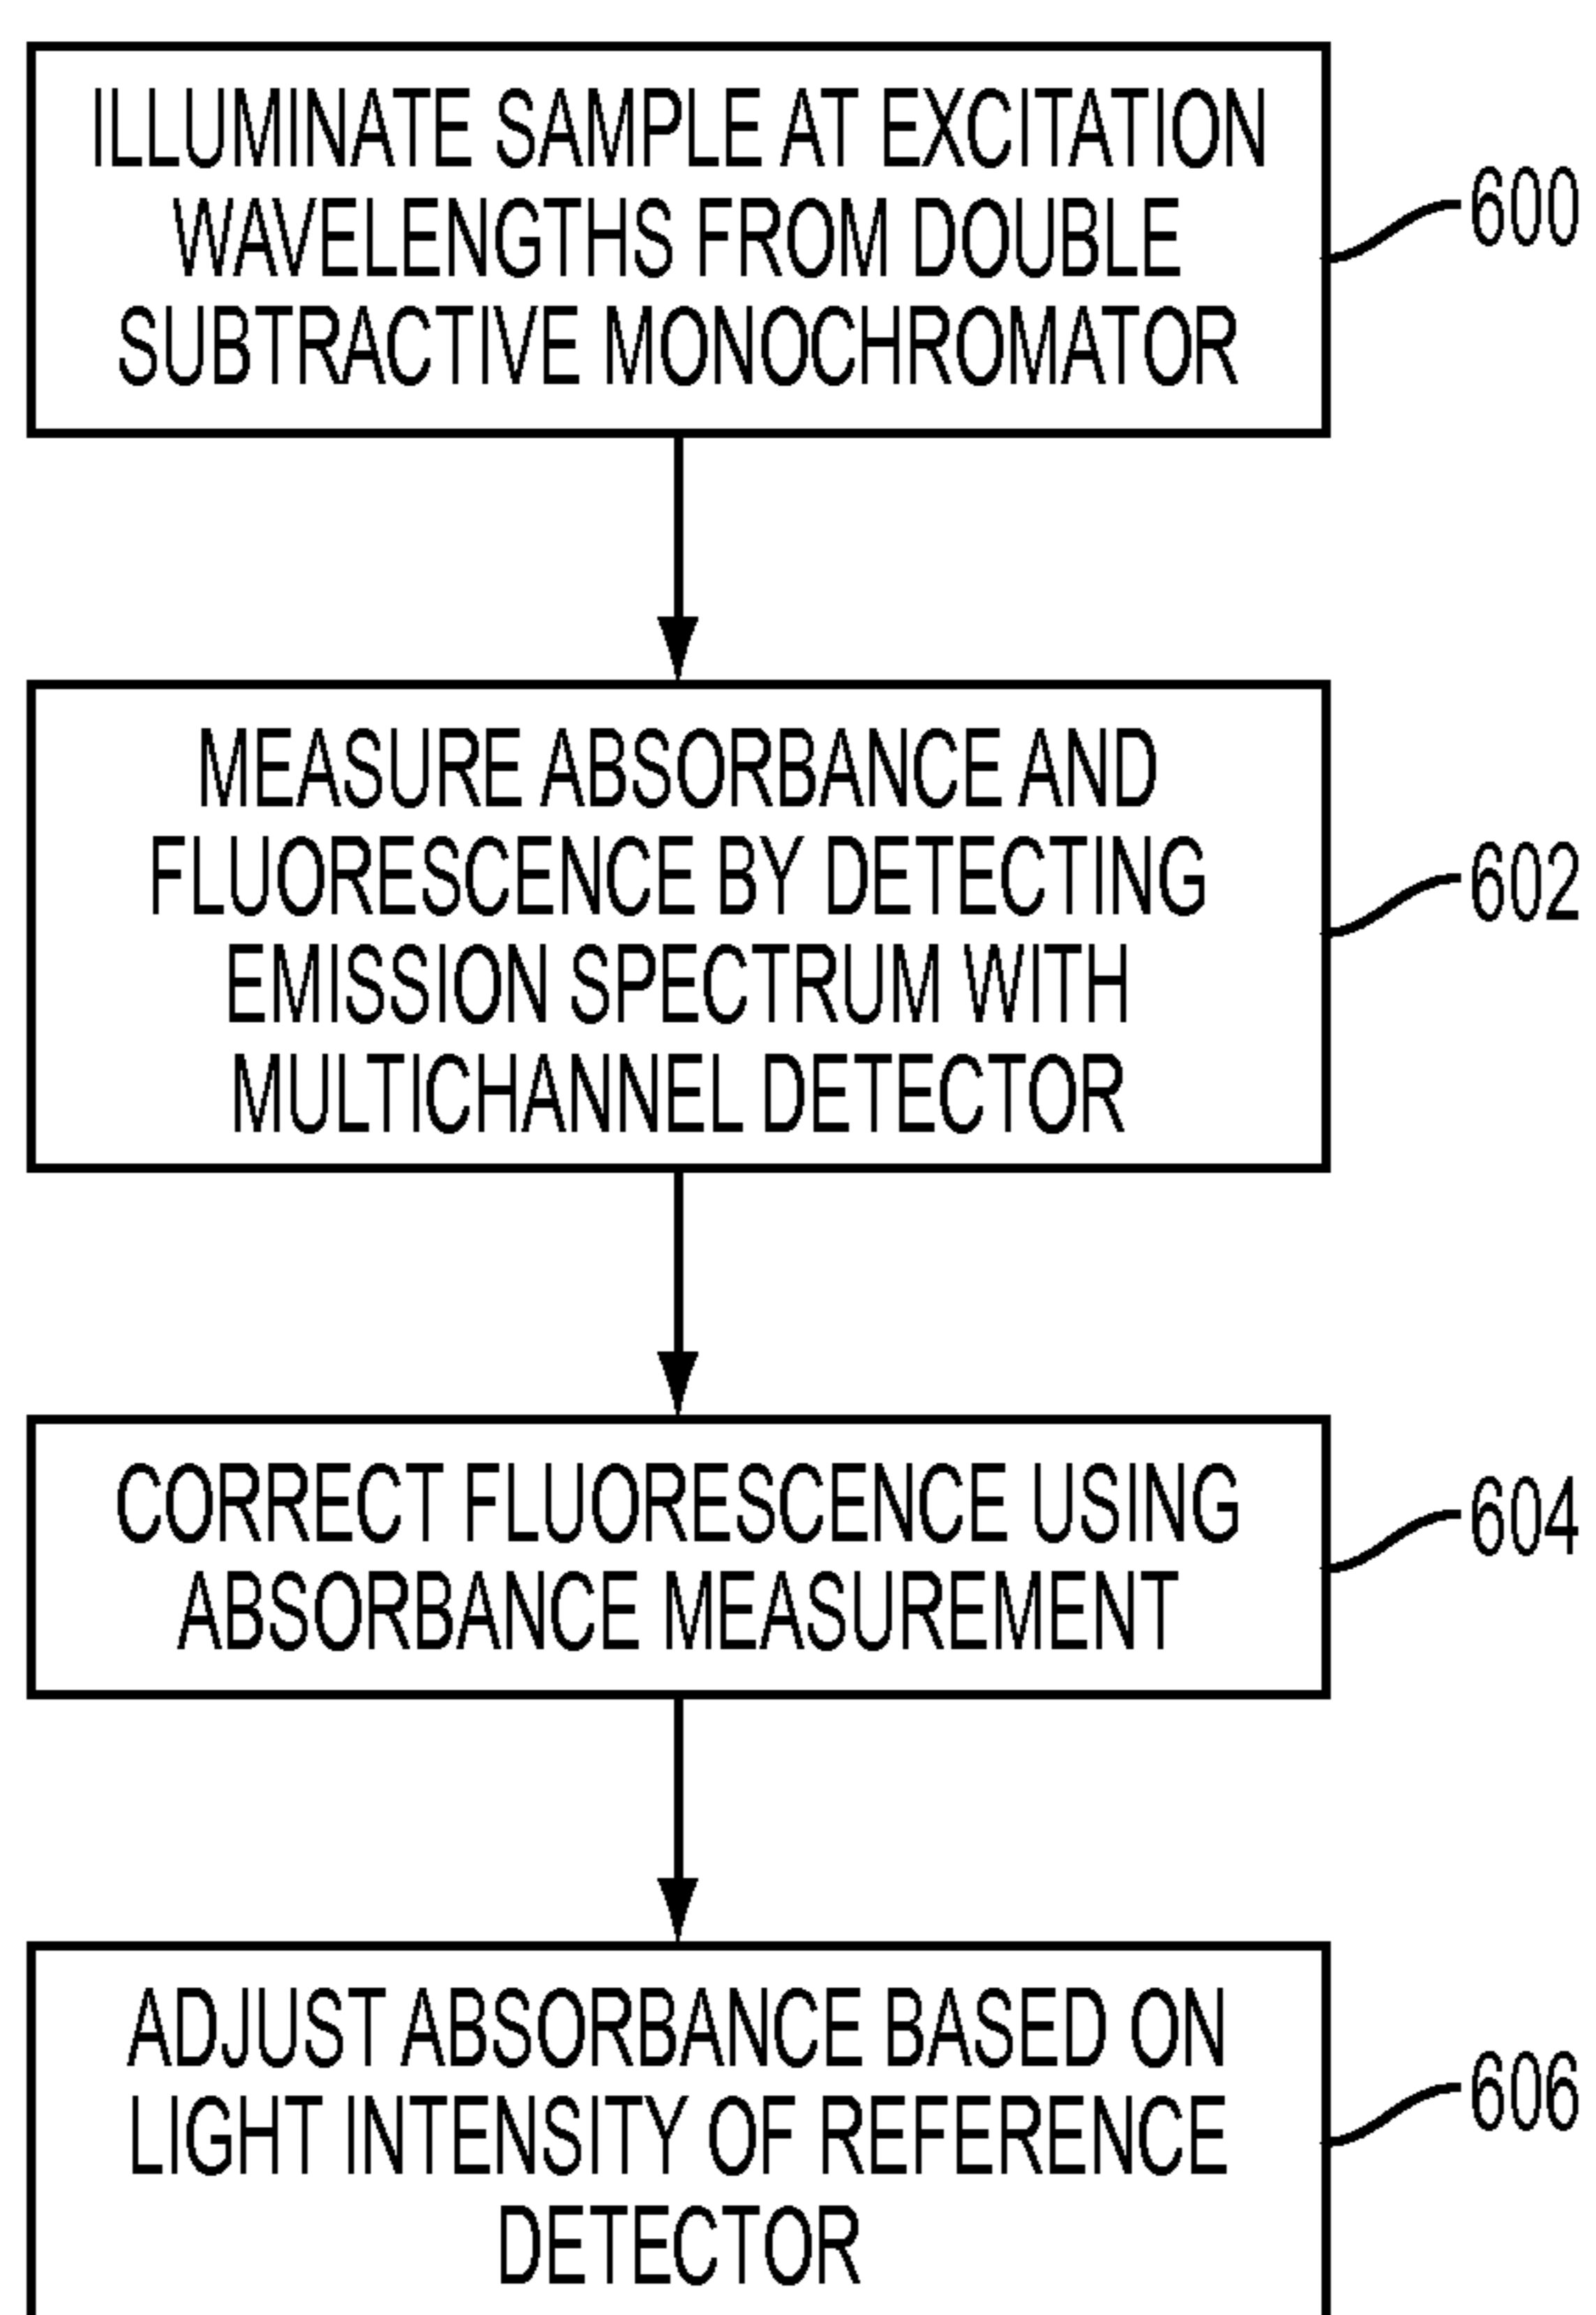 ILLUMINATE SAMPLE AT EXCITATION
WAVELENGTHS FROM DOUBLE
SUBTRACTIVE MONOCHROMATOR
600
MEASURE ABSORBANCE AND
FLUORESCENCE BY DETECTING
EMISSION SPECTRUM WITH
MULTICHANNEL DETECTOR
602
CORRECT FLUORESCENCE USING
ABSORBANCE MEASUREMENT
604
ADJUST ABSORBANCE BASED ON
LIGHT INTENSITY OF REFERENCE
DETECTOR
606